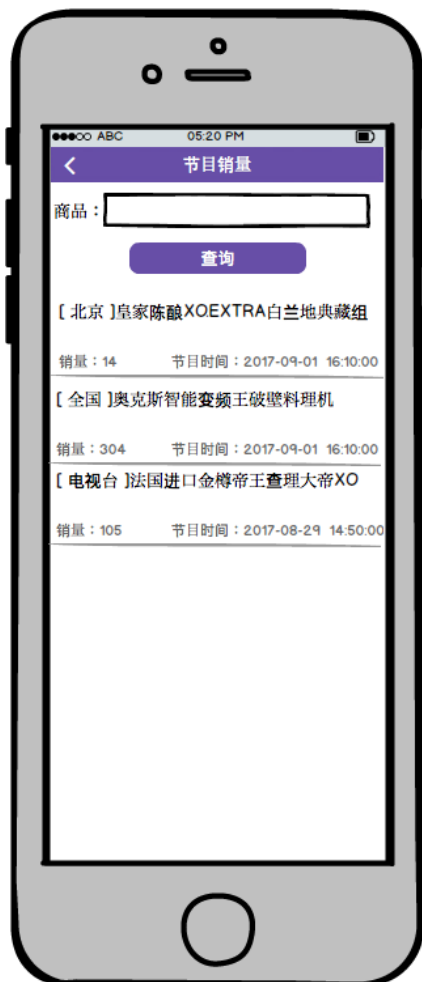 ABC 05:20 PM
节目销量
商品：
查询
[ 北京 ]皇家陈酿XOEXTRA白兰地典藏组
销量：14 节目时间：2017-09-01 16:10:00
[ 全国 ]奥克斯智能变频王破壁料理机
销量：304 节目时间：2017-09-01 16:10:00
[ 电视台 ]法国进口金樽帝王查理大帝XO
销量：105 节目时间：2017-08-29 14:50:00